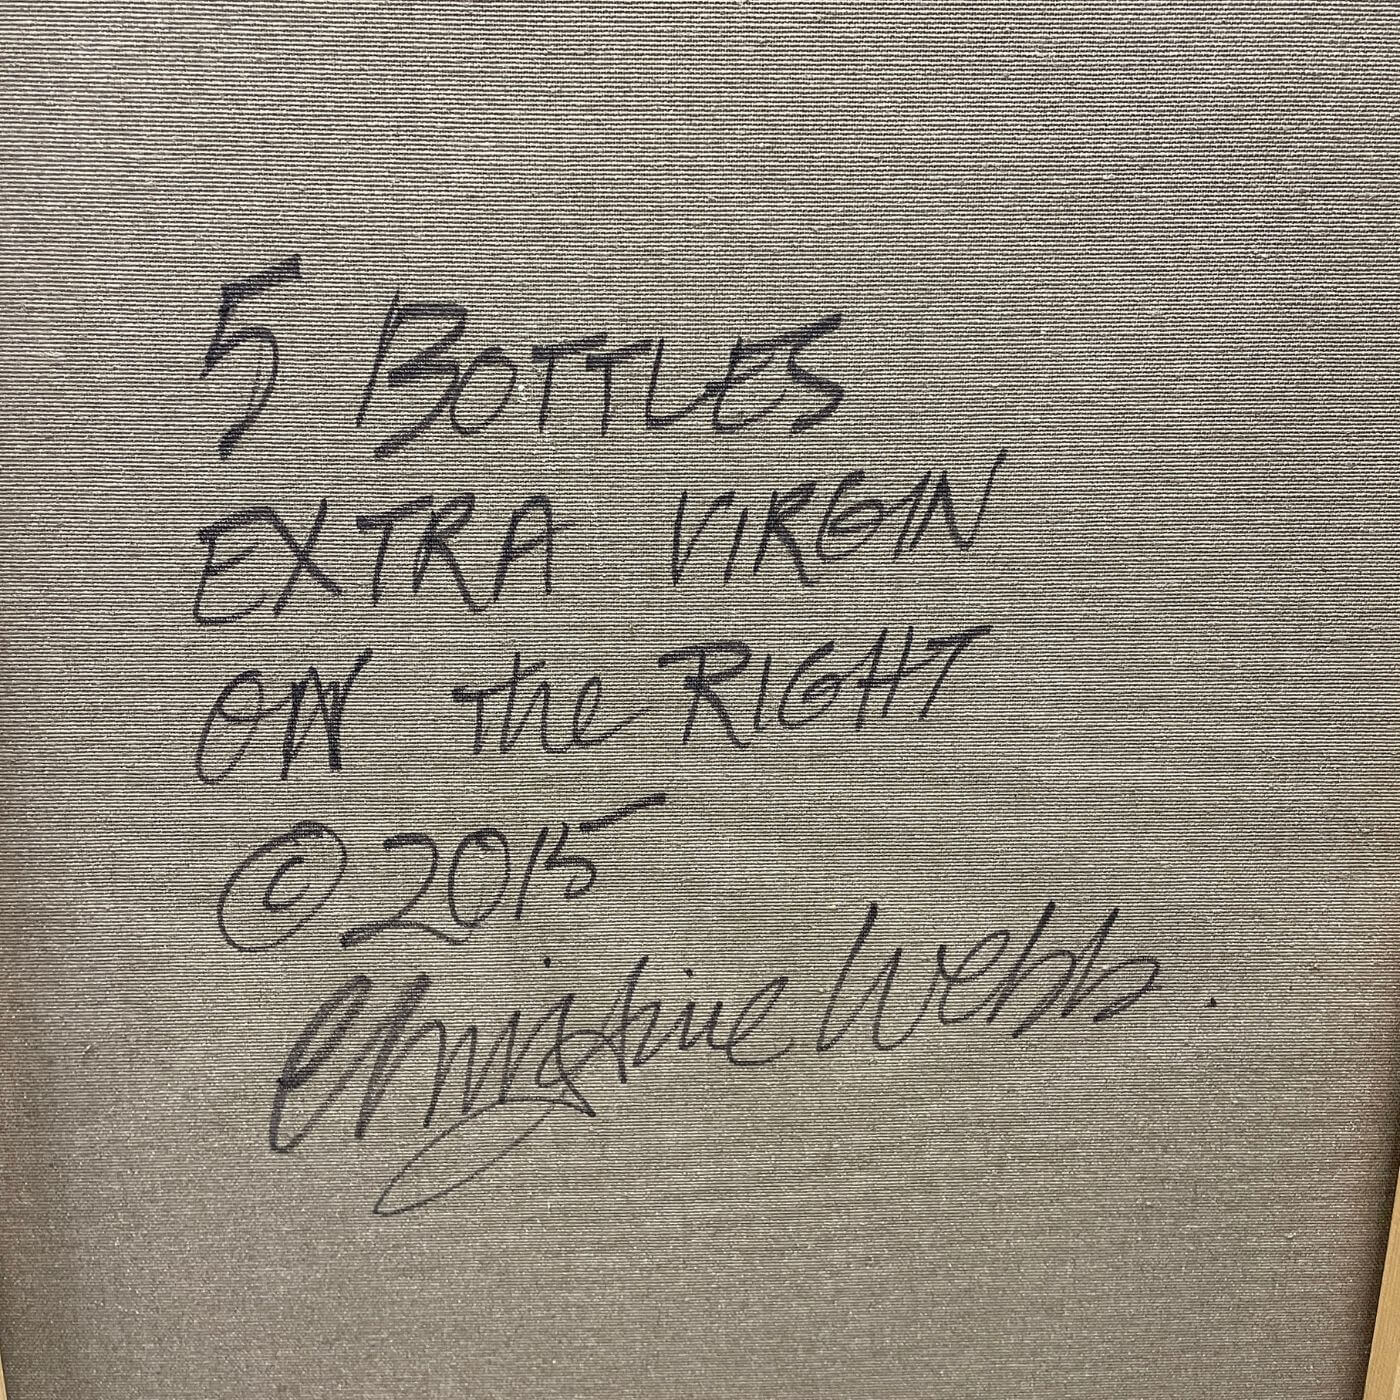 5 BOTTLES
EXTRA VIRGIN
ON the RIGHT
© 2015
Christine Webb.